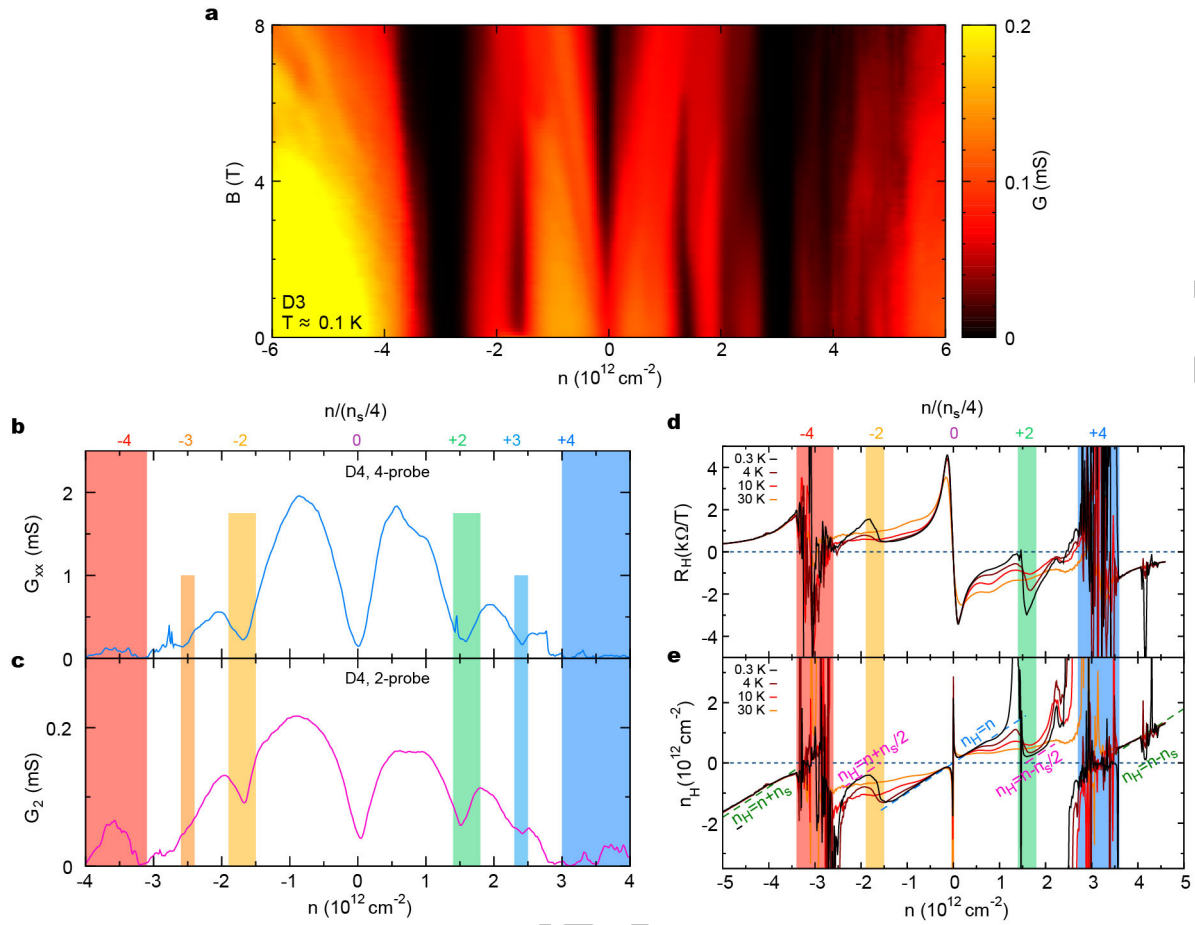 a
8
4
0
B (T)
D3
T ≈ 0.1 K
-6
-4
-2
0
2
4
6
n (10¹² cm⁻²)
0.2
0.1
0
G (mS)
b
n/(nₛ/4)
-4
-3
-2
0
+2
+3
+4
D4, 4-probe
2
1
0
Gₓₓ (mS)
c
D4, 2-probe
0.2
0
G₂ (mS)
-4
-3
-2
-1
0
1
2
3
4
n (10¹² cm⁻²)
d
n/(nₛ/4)
-4
-2
0
+2
+4
0.3 K
4 K
10 K
30 K
4
2
0
-2
-4
R_H(kΩ/T)
e
0.3 K
4 K
10 K
30 K
2
0
-2
n_H(10¹² cm⁻²)
n_H=n+nₛ
n_H=n+nₛ/2
n_H=n
n_H=n-nₛ/2
n_H=n-nₛ
-5
-4
-3
-2
-1
0
1
2
3
4
5
n (10¹² cm⁻²)